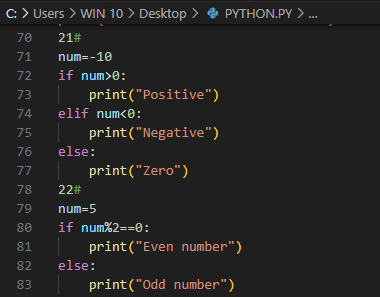 C: > Users > WIN 10 > Desktop > PYTHON.PY > ...
70 21#
71 num=-10
72 if num>0:
73     print("Positive")
74 elif num<0:
75     print("Negative")
76 else:
77     print("Zero")
78 22#
79 num=5
80 if num%2==0:
81     print("Even number")
82 else:
83     print("Odd number")